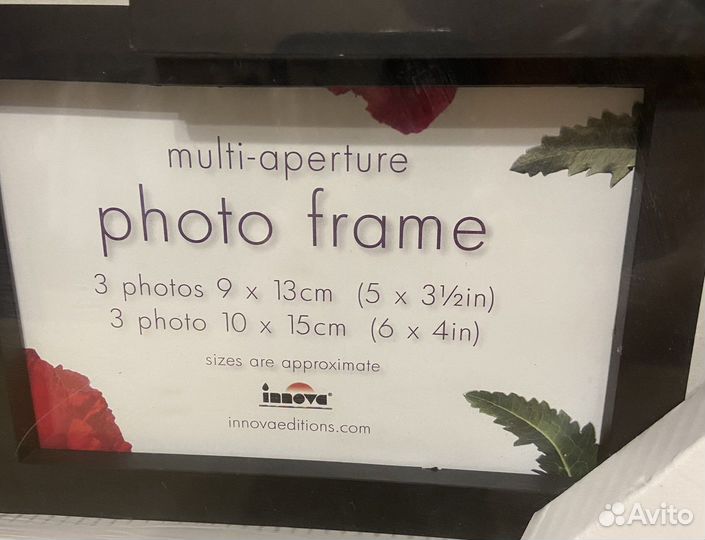 multi-aperture
photo frame
3 photos 9 x 13cm (5 x 3½in)
3 photo 10 x 15cm (6 x 4in)
sizes are approximate
innova®
innovaeditions.com
Avito